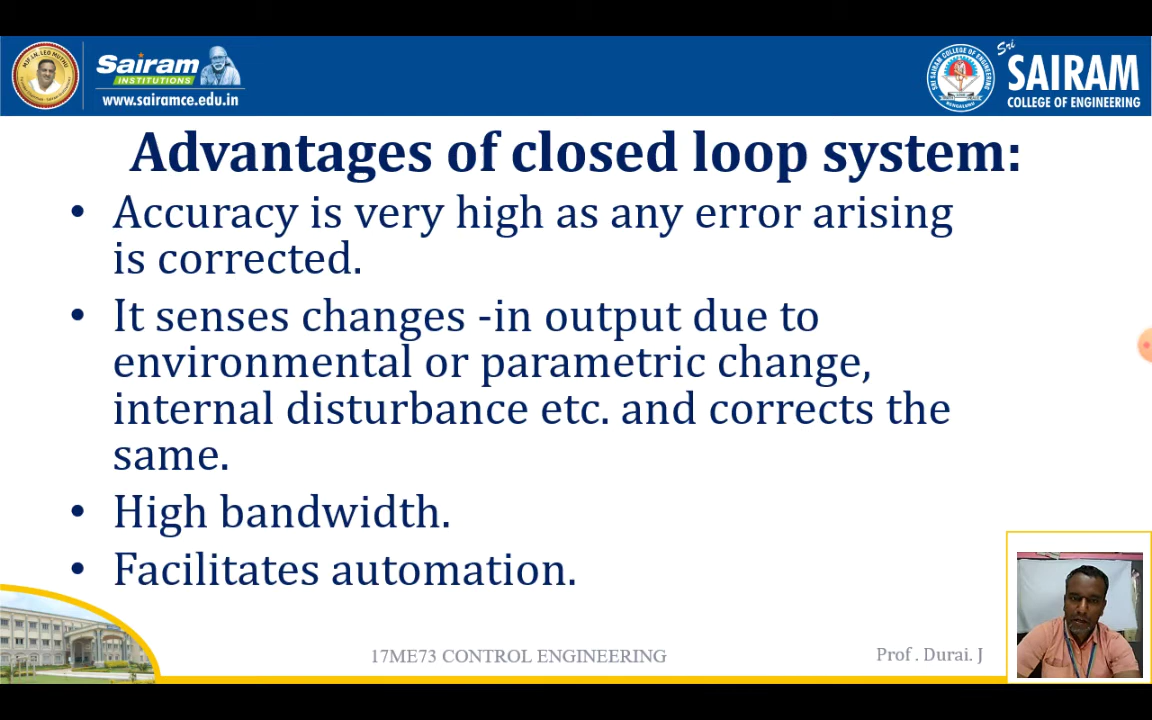 Sairam
INSTITUTIONS
www.sairamce.edu.in
Sri
SAIRAM
COLLEGE OF ENGINEERING
Advantages of closed loop system:
• Accuracy is very high as any error arising
is corrected.
• It senses changes -in output due to
environmental or parametric change,
internal disturbance etc. and corrects the
same.
• High bandwidth.
• Facilitates automation.
17ME73 CONTROL ENGINEERING
Prof . Durai. J